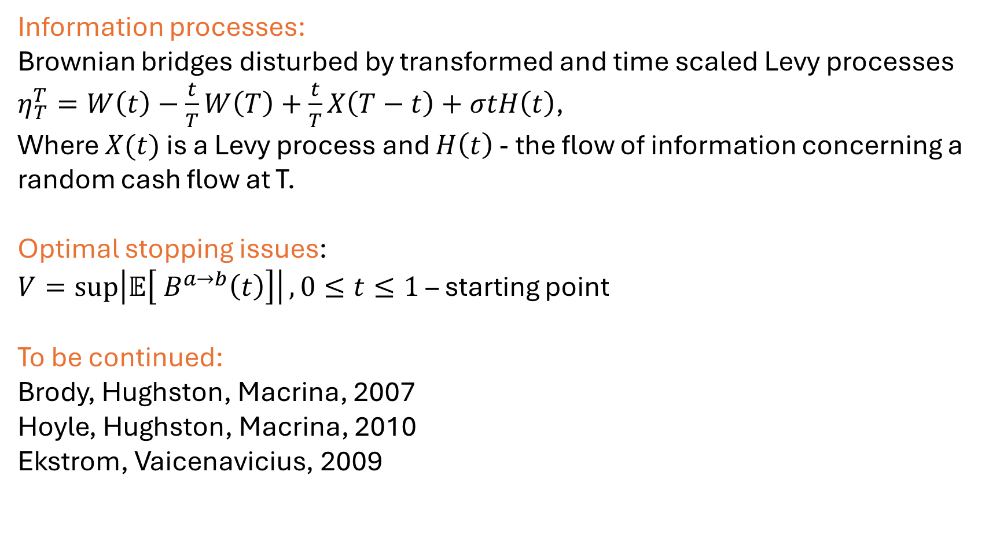 Information processes:
Brownian bridges disturbed by transformed and time scaled Levy processes
$\eta_T^T = W(t) - \frac{t}{T}W(T) + \frac{t}{T}X(T-t) + \sigma t H(t),$
Where $X(t)$ is a Levy process and $H(t)$ - the flow of information concerning a
random cash flow at T.
Optimal stopping issues:
$V = \sup\left|\mathbb{E}\left[B^{a \to b}(t)\right]\right|, 0 \leq t \leq 1$ – starting point
To be continued:
Brody, Hughston, Macrina, 2007
Hoyle, Hughston, Macrina, 2010
Ekstrom, Vaicenavicius, 2009